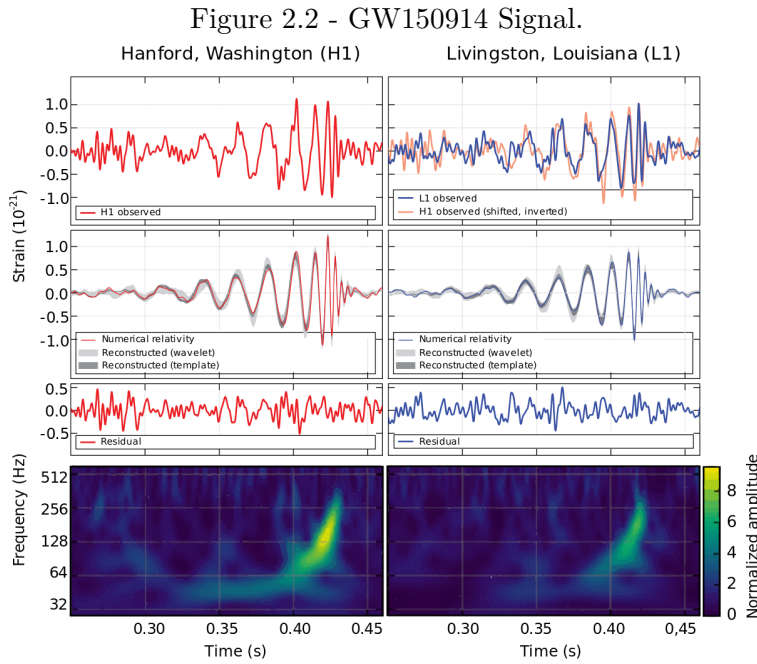 Figure 2.2 - GW150914 Signal.
Hanford, Washington (H1)
Livingston, Louisiana (L1)
Strain (10⁻²¹)
1.0
0.5
0.0
-0.5
-1.0
H1 observed
L1 observed
H1 observed (shifted, inverted)
1.0
0.5
0.0
-0.5
-1.0
Numerical relativity
Reconstructed (wavelet)
Reconstructed (template)
Numerical relativity
Reconstructed (wavelet)
Reconstructed (template)
0.5
0.0
-0.5
Residual
Residual
Frequency (Hz)
512
256
128
64
32
0.30
0.35
0.40
0.45
Time (s)
0.30
0.35
0.40
0,45
Time (s)
8
6
4
2
0
Normalized amplitude